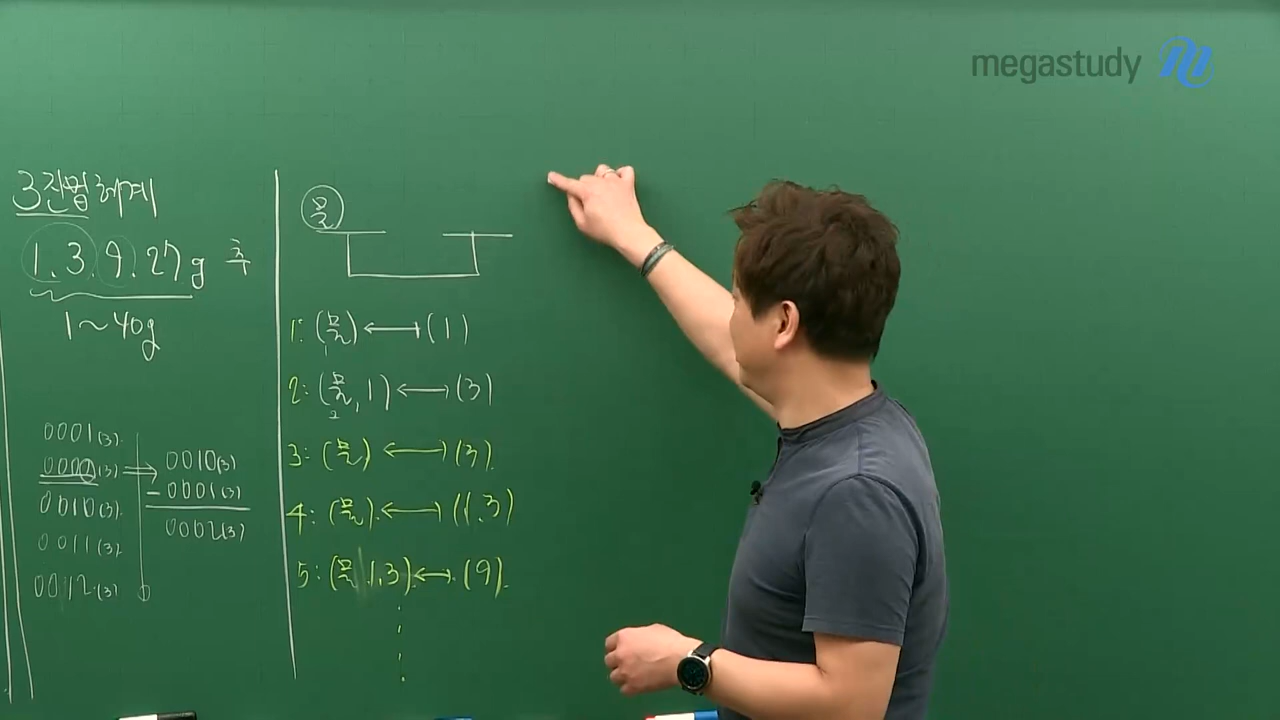 megastudy
3진법 해제
1. 3. 9. 27g 추
1~40g
0001(3)
0002(3)
0010(3)
0011(3)
0012(3)
0010(3)
-0001(3)
0002(3)
물
1: (물) ⟷ (1)
2: (물, 1) ⟷ (3)
3: (물) ⟷ (3)
4: (물) ⟷ (1.3)
5: (물 1.3) ⟷ (9)